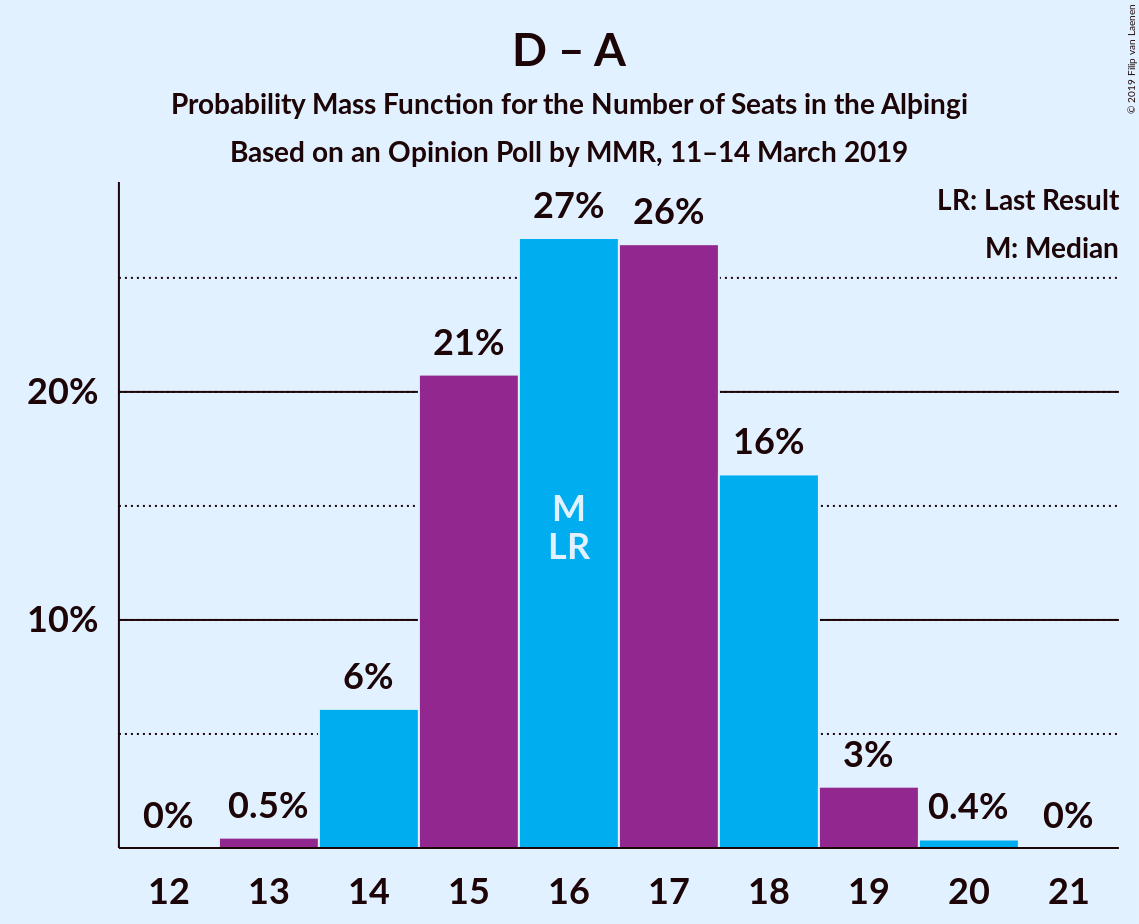 D – A
Probability Mass Function for the Number of Seats in the Alþingi
Based on an Opinion Poll by MMR, 11–14 March 2019
© 2019 Filip van Laenen
LR: Last Result
M: Median
20%
10%
0%
0.5%
6%
21%
27%
26%
16%
3%
0.4%
0%
M
LR
12 13 14 15 16 17 18 19 20 21